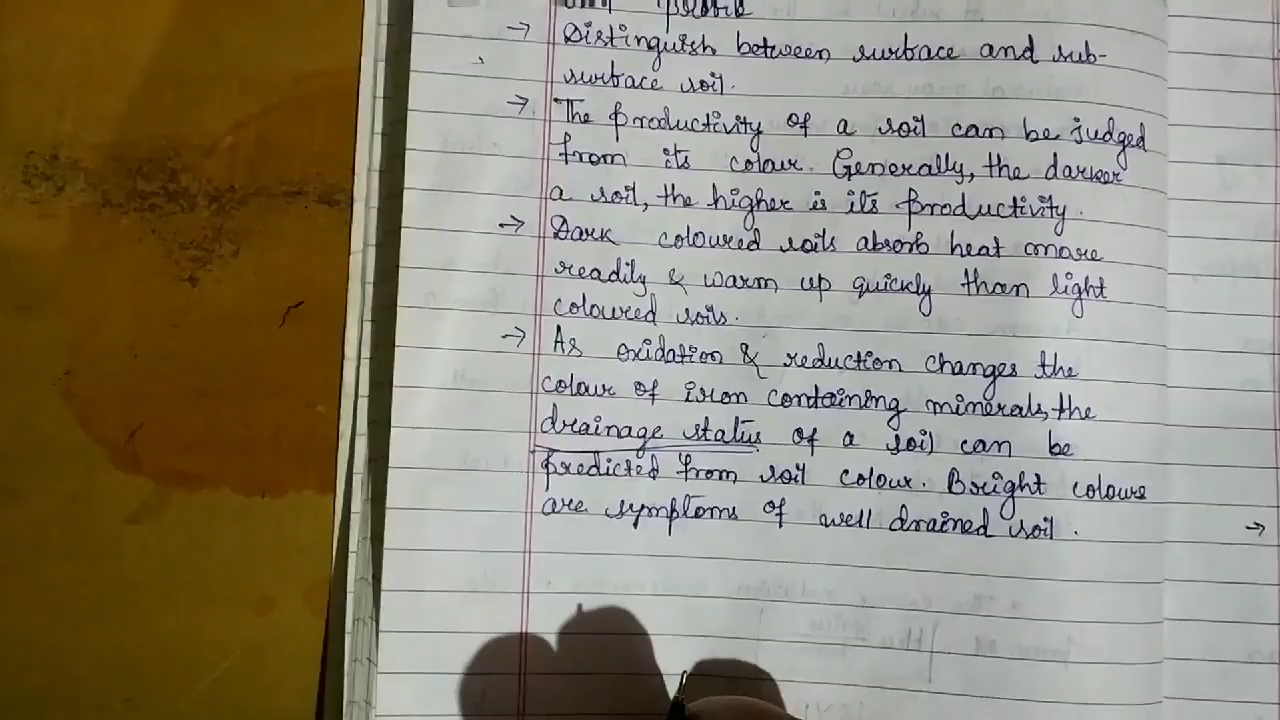 profile
→ Distinguish between surface and sub-
surface soil.
→ The productivity of a soil can be judged
from its colour. Generally, the darker
a soil, the higher is its productivity.
→ Dark coloured soils absorb heat more
readily & warm up quickly than light
coloured soils.
→ As oxidation & reduction changes the
colour of iron containing minerals, the
drainage status of a soil can be
predicted from soil colour. Bright colours
are symptoms of well drained soil.
→